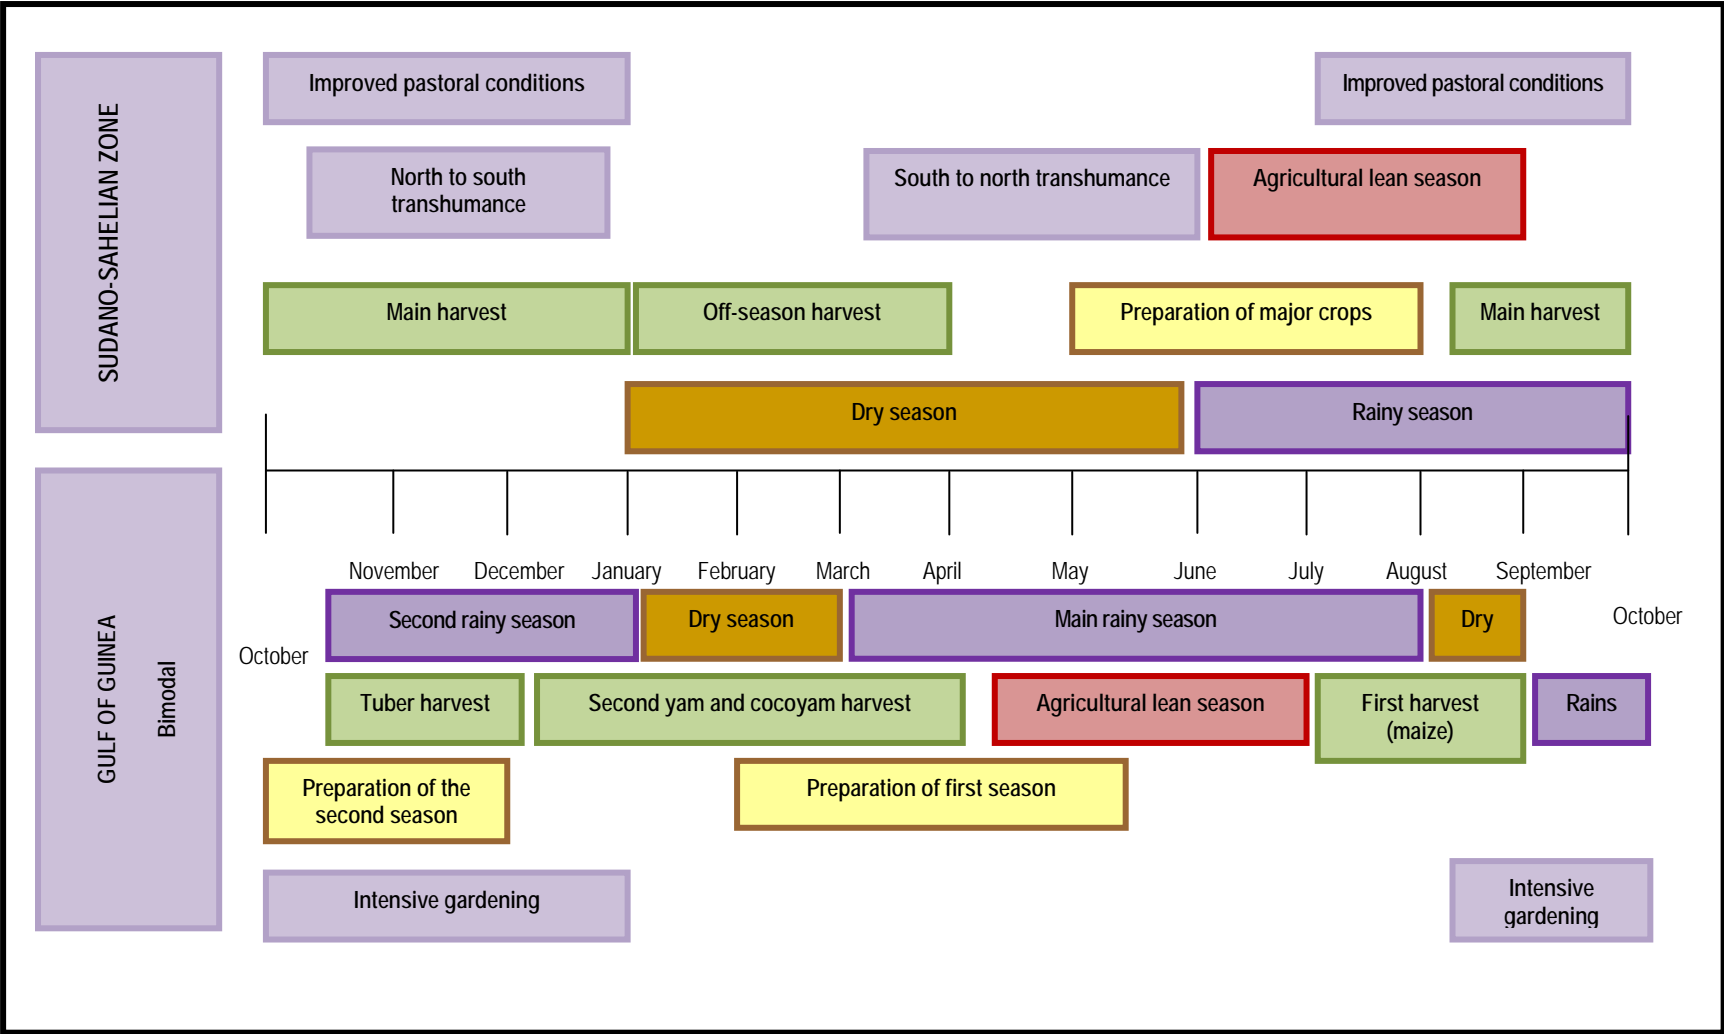 SUDANO-SAHELIAN ZONE
Improved pastoral conditions
Improved pastoral conditions
North to south
transhumance
South to north transhumance
Agricultural lean season
Main harvest
Off-season harvest
Preparation of major crops
Main harvest
Dry season
Rainy season
GULF OF GUINEA
Bimodal
October
November
December
January
February
March
April
May
June
July
August
September
October
Second rainy season
Dry season
Main rainy season
Dry
Tuber harvest
Second yam and cocoyam harvest
Agricultural lean season
First harvest
(maize)
Rains
Preparation of the
second season
Preparation of first season
Intensive gardening
Intensive
gardening